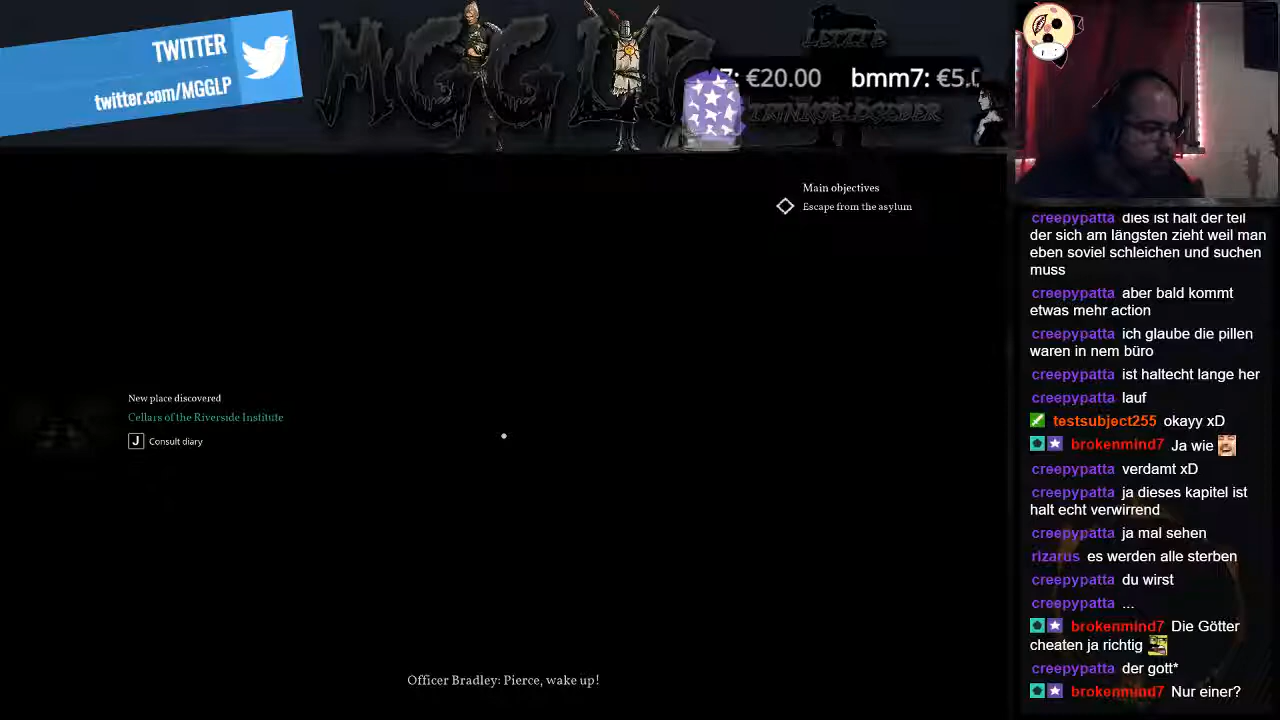 TWITTER
twitter.com/MGGLP
MGGLP
LETZTE
7: €20.00 bmm7: €5.0
TRINKGELDGEBER
Main objectives
Escape from the asylum
New place discovered
Cellars of the Riverside Institute
J Consult diary
Officer Bradley: Pierce, wake up!
creepypatta dies ist halt der teil
der sich am längsten zieht weil man
eben soviel schleichen und suchen
muss
creepypatta aber bald kommt
etwas mehr action
creepypatta ich glaube die pillen
waren in nem büro
creepypatta ist haltecht lange her
creepypatta lauf
testsubject255 okayy xD
brokenmind7 Ja wie
creepypatta verdamt xD
creepypatta ja dieses kapitel ist
halt echt verwirrend
creepypatta ja mal sehen
rizarus es werden alle sterben
creepypatta du wirst
creepypatta ...
brokenmind7 Die Götter
cheaten ja richtig
creepypatta der gott*
brokenmind7 Nur einer?